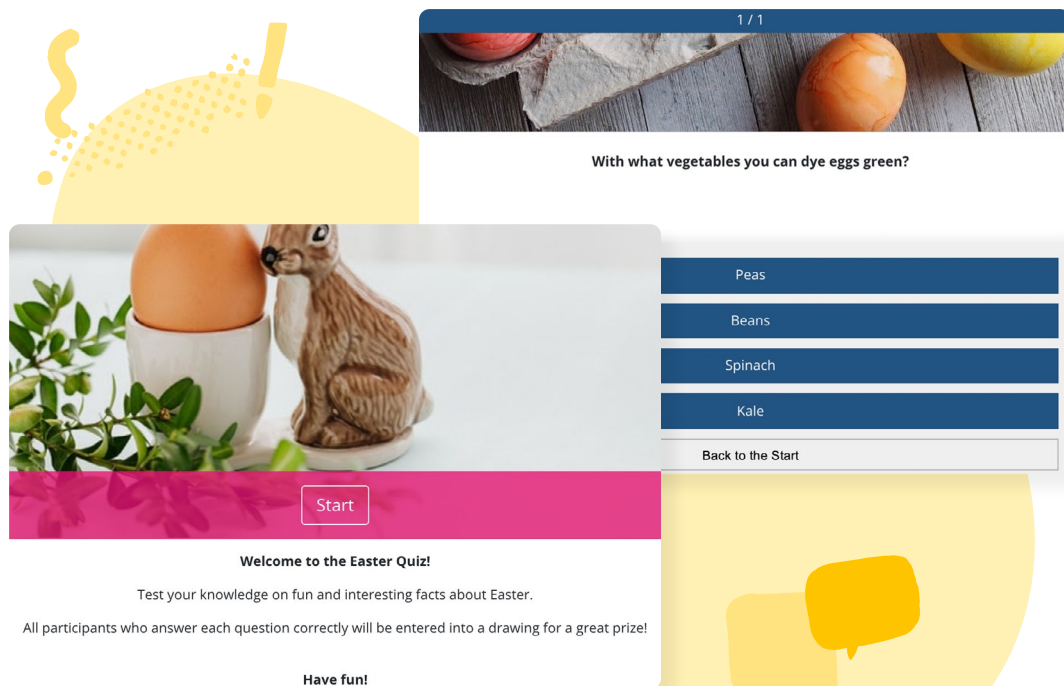 1 / 1
With what vegetables you can dye eggs green?
Peas
Beans
Spinach
Kale
Back to the Start
Start
Welcome to the Easter Quiz!
Test your knowledge on fun and interesting facts about Easter.
All participants who answer each question correctly will be entered into a drawing for a great prize!
Have fun!